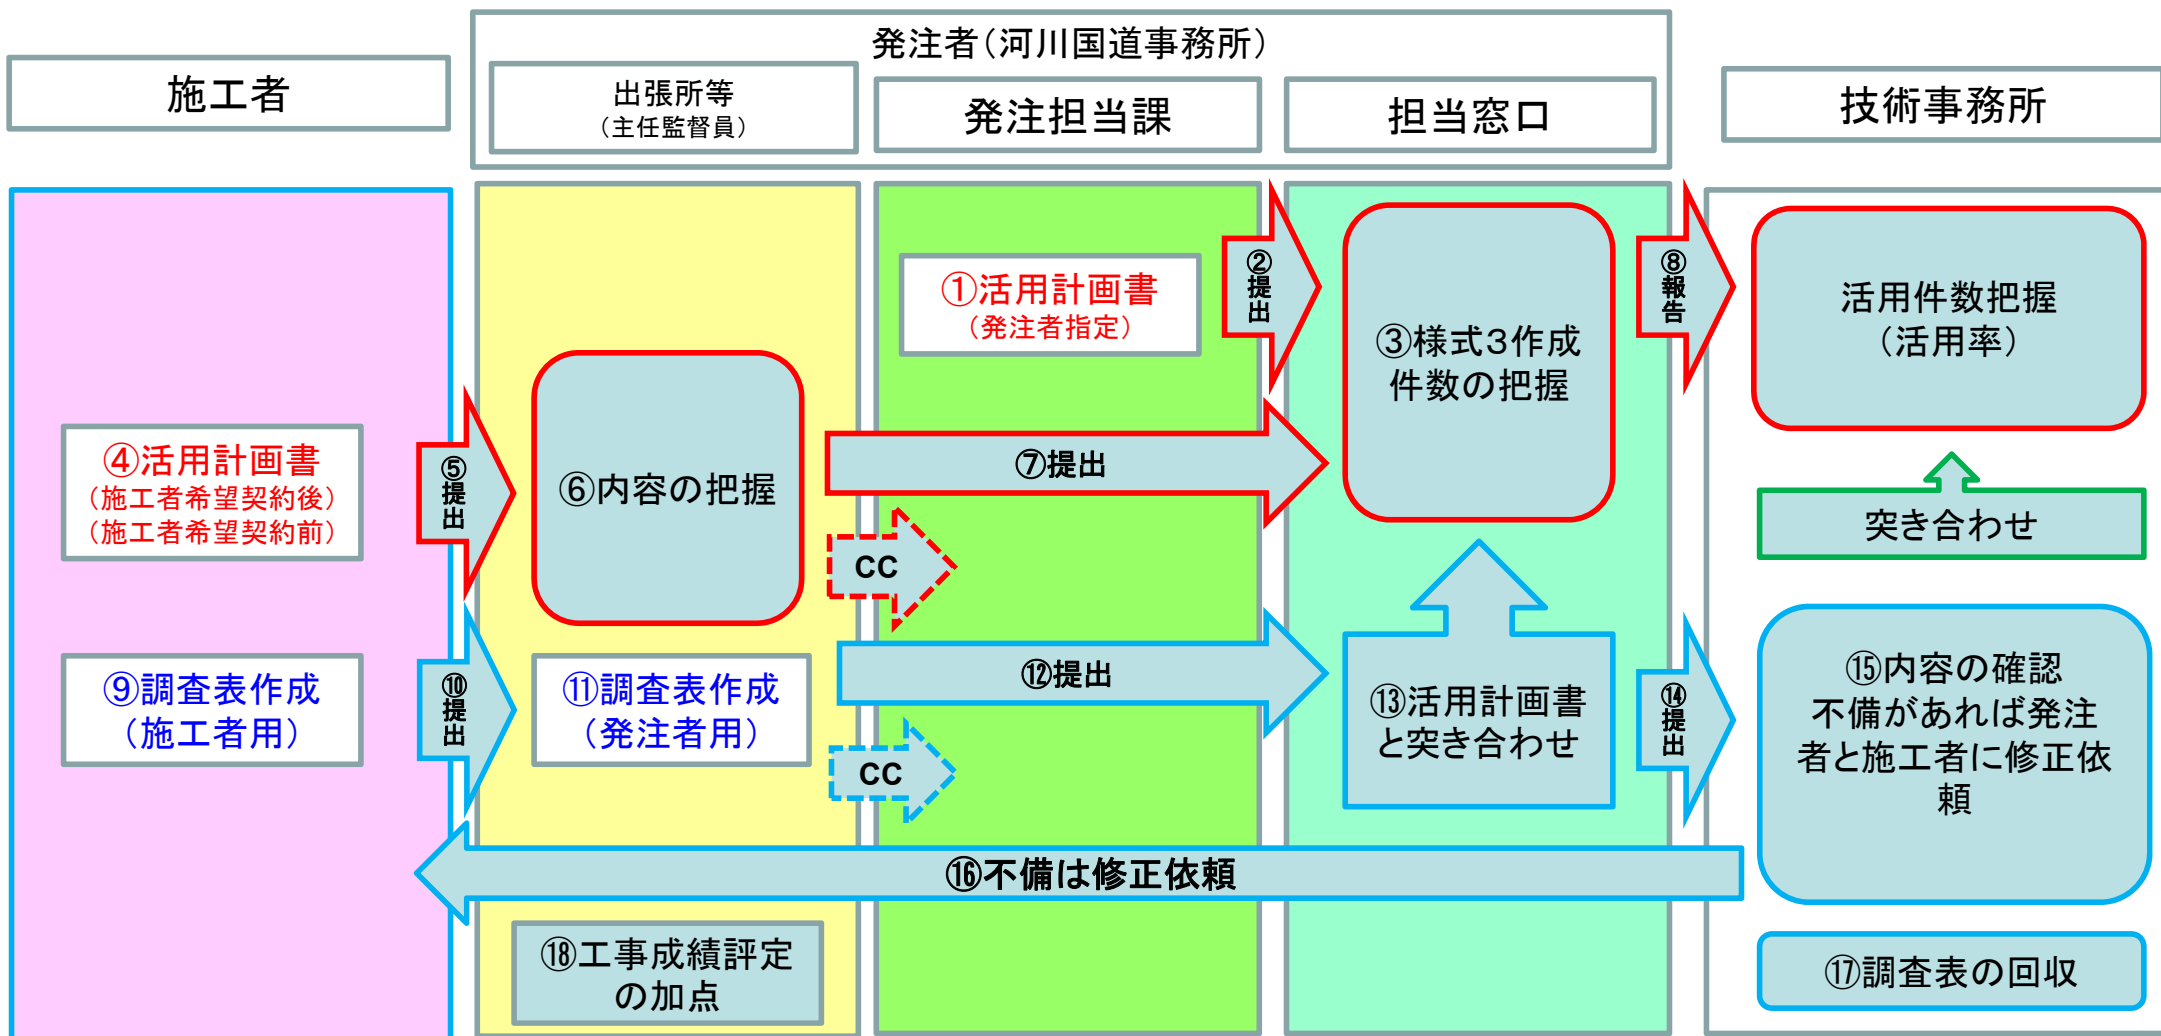 発注者（河川国道事務所）
施工者
出張所等
（主任監督員）
発注担当課
担当窓口
技術事務所
①活用計画書
（発注者指定）
②提出
③様式３作成
件数の把握
⑧報告
活用件数把握
（活用率）
④活用計画書
（施工者希望契約後）
（施工者希望契約前）
⑤提出
⑥内容の把握
⑦提出
CC
突き合わせ
⑨調査表作成
（施工者用）
⑩提出
⑪調査表作成
（発注者用）
⑫提出
CC
⑬活用計画書
と突き合わせ
⑭提出
⑮内容の確認
不備があれば発注
者と施工者に修正依
頼
⑯不備は修正依頼
⑱工事成績評定
の加点
⑰調査表の回収